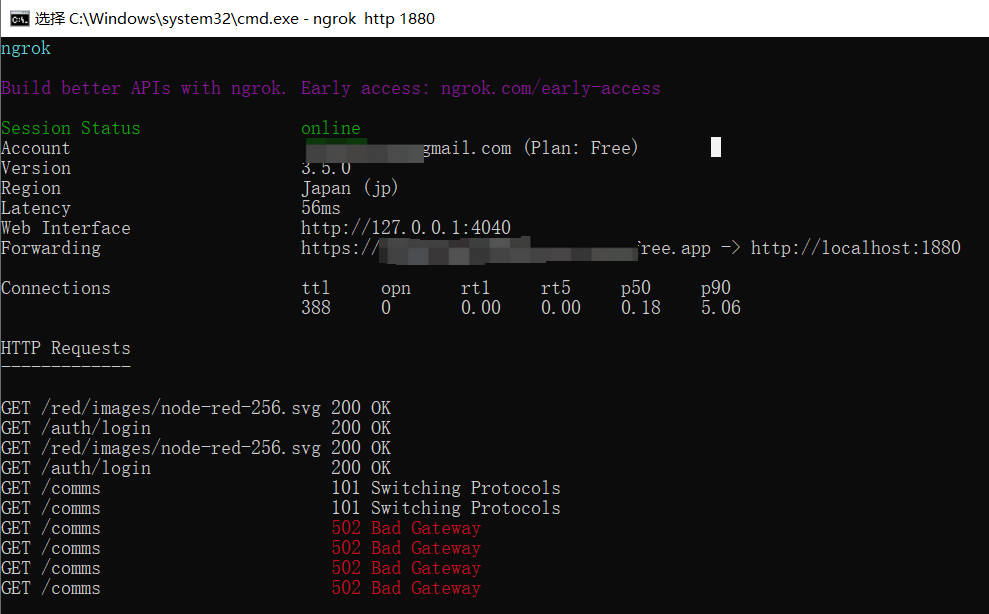 选择 C:\Windows\system32\cmd.exe - ngrok http 1880
ngrok
Build better APIs with ngrok. Early access: ngrok.com/early-access
Session Status online
Account gmail.com (Plan: Free)
Version 3.5.0
Region Japan (jp)
Latency 56ms
Web Interface http://127.0.0.1:4040
Forwarding https:// free.app -> http://localhost:1880
Connections ttl opn rt1 rt5 p50 p90
388 0 0.00 0.00 0.18 5.06
HTTP Requests
-------------
GET /red/images/node-red-256.svg 200 OK
GET /auth/login 200 OK
GET /red/images/node-red-256.svg 200 OK
GET /auth/login 200 OK
GET /comms 101 Switching Protocols
GET /comms 101 Switching Protocols
GET /comms 502 Bad Gateway
GET /comms 502 Bad Gateway
GET /comms 502 Bad Gateway
GET /comms 502 Bad Gateway